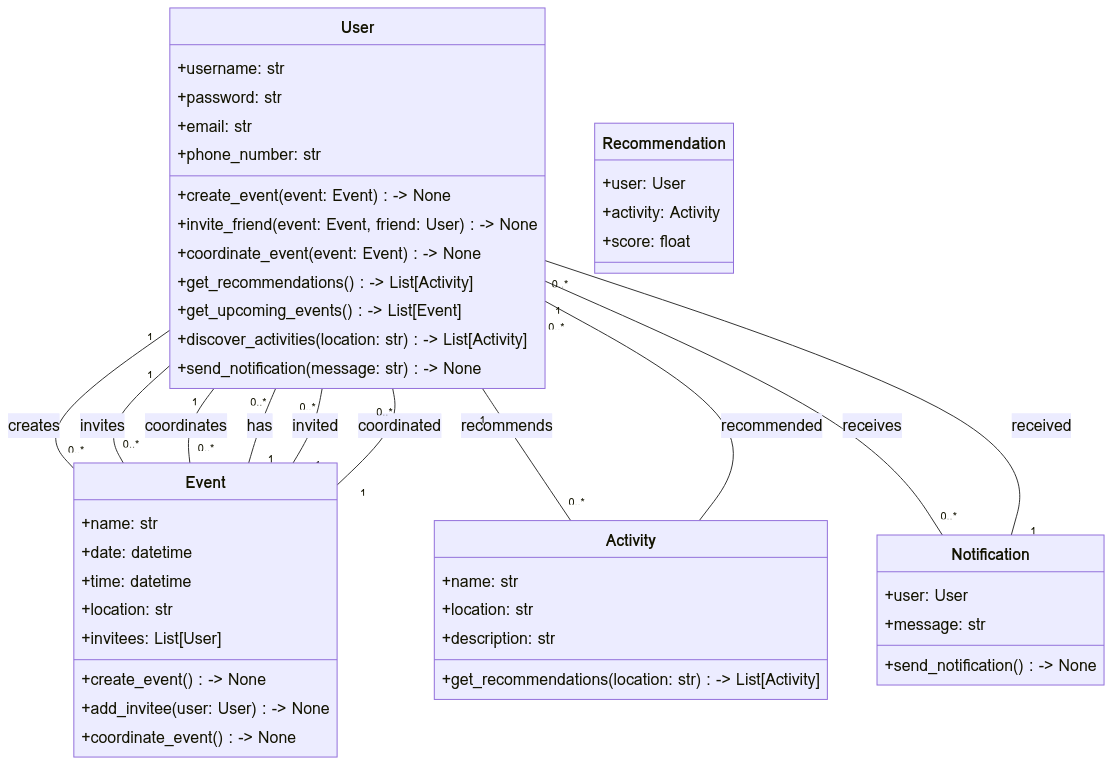 User
+username: str
+password: str
+email: str
+phone_number: str
+create_event(event: Event) : -> None
+invite_friend(event: Event, friend: User) : -> None
+coordinate_event(event: Event) : -> None
+get_recommendations() : -> List[Activity]
+get_upcoming_events() : -> List[Event]
+discover_activities(location: str) : -> List[Activity]
+send_notification(message: str) : -> None
Recommendation
+user: User
+activity: Activity
+score: float
0..*
1
0..*
1
1
1
0..*
0..*
0..*
1
creates
invites
coordinates
has
invited
coordinated
recommends
recommended
receives
received
0..*
0..*
0..*
1
1
1
0..*
0..*
1
Event
+name: str
+date: datetime
+time: datetime
+location: str
+invitees: List[User]
+create_event() : -> None
+add_invitee(user: User) : -> None
+coordinate_event() : -> None
Activity
+name: str
+location: str
+description: str
+get_recommendations(location: str) : -> List[Activity]
Notification
+user: User
+message: str
+send_notification() : -> None